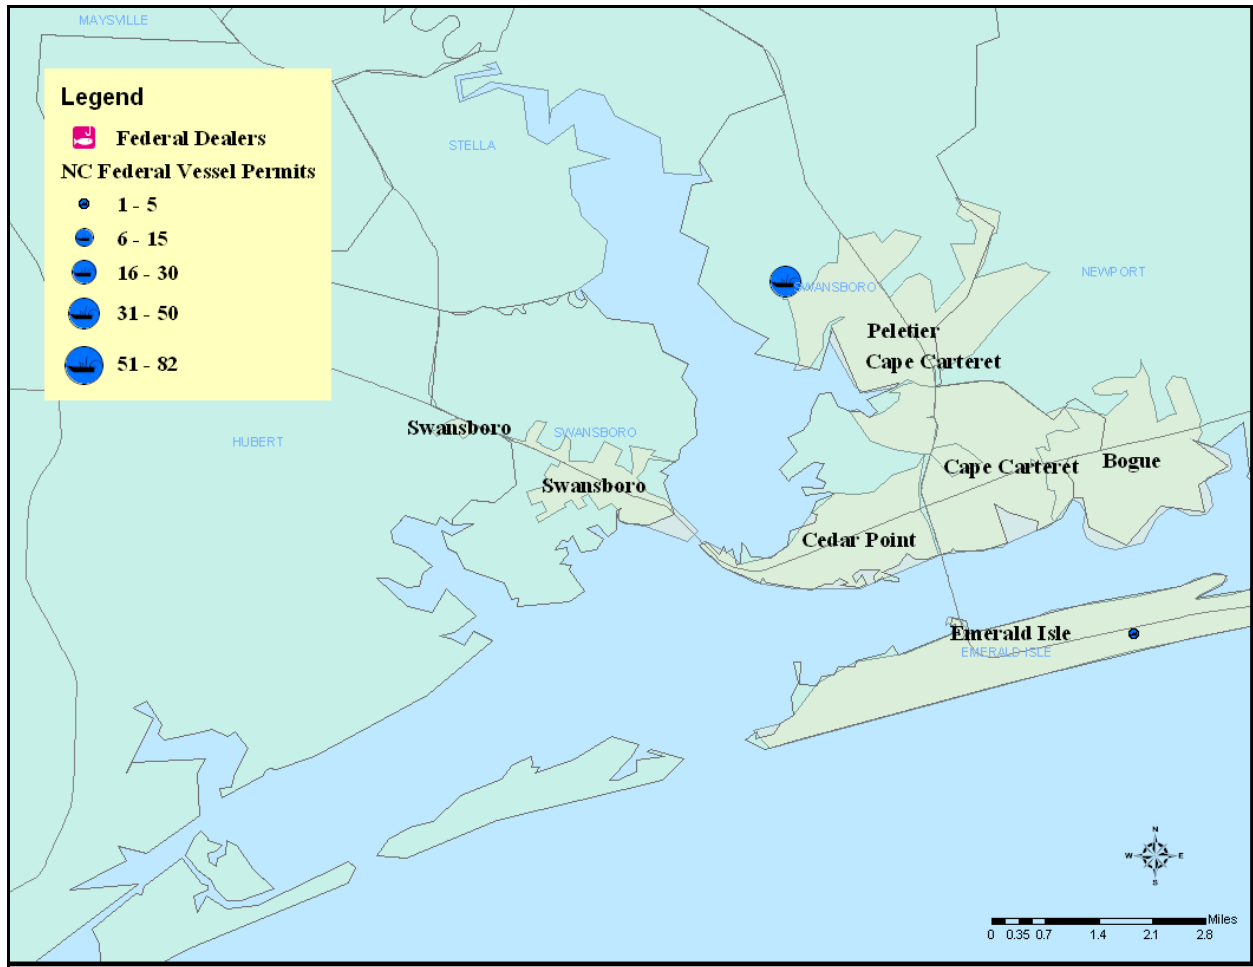 MAYSVILLE
Legend
Federal Dealers
NC Federal Vessel Permits
1 - 5
6 - 15
16 - 30
31 - 50
51 - 82
STELLA
NEWPORT
SWANSBORO
Peletier
Cape Carteret
Swansboro
SWANSBORO
HUBERT
Cape Carteret
Bogue
Swansboro
Cedar Point
Emerald Isle
EMERALD ISLE
N
W E
S
Miles
0 0.35 0.7 1.4 2.1 2.8